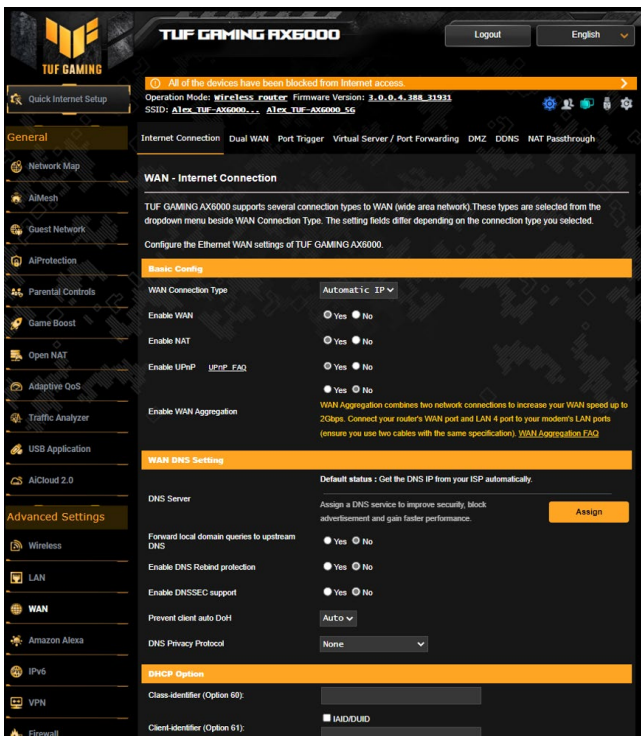 TUF GAMING
TUF GAMING AX6000
Logout
English
All of the devices have been blocked from Internet access.
Quick Internet Setup
Operation Mode: Wireless router Firmware Version: 3.0.0.4.388_31931
SSID: Alex_TUF-AX6000... Alex_TUF-AX6000_5G
General
Network Map
AiMesh
Guest Network
AiProtection
Parental Controls
Game Boost
Open NAT
Adaptive QoS
Traffic Analyzer
USB Application
AiCloud 2.0
Advanced Settings
Wireless
LAN
WAN
Amazon Alexa
IPv6
VPN
Firewall
Internet Connection Dual WAN Port Trigger Virtual Server / Port Forwarding DMZ DDNS NAT Passthrough
WAN - Internet Connection
TUF GAMING AX6000 supports several connection types to WAN (wide area network).These types are selected from the
dropdown menu beside WAN Connection Type. The setting fields differ depending on the connection type you selected.
Configure the Ethernet WAN settings of TUF GAMING AX6000.
Basic Config
WAN Connection Type Automatic IP
Enable WAN Yes No
Enable NAT Yes No
Enable UPnP UPnP FAQ Yes No
Yes No
Enable WAN Aggregation
WAN Aggregation combines two network connections to increase your WAN speed up to
2Gbps. Connect your router's WAN port and LAN 4 port to your modem's LAN ports
(ensure you use two cables with the same specification). WAN Aggregation FAQ
WAN DNS Setting
Default status : Get the DNS IP from your ISP automatically.
DNS Server
Assign a DNS service to improve security, block
advertisement and gain faster performance.
Assign
Forward local domain queries to upstream
DNS
Yes No
Enable DNS Rebind protection Yes No
Enable DNSSEC support Yes No
Prevent client auto DoH Auto
DNS Privacy Protocol None
DHCP Option
Class-identifier (Option 60):
IAID/DUID
Client-identifier (Option 61):